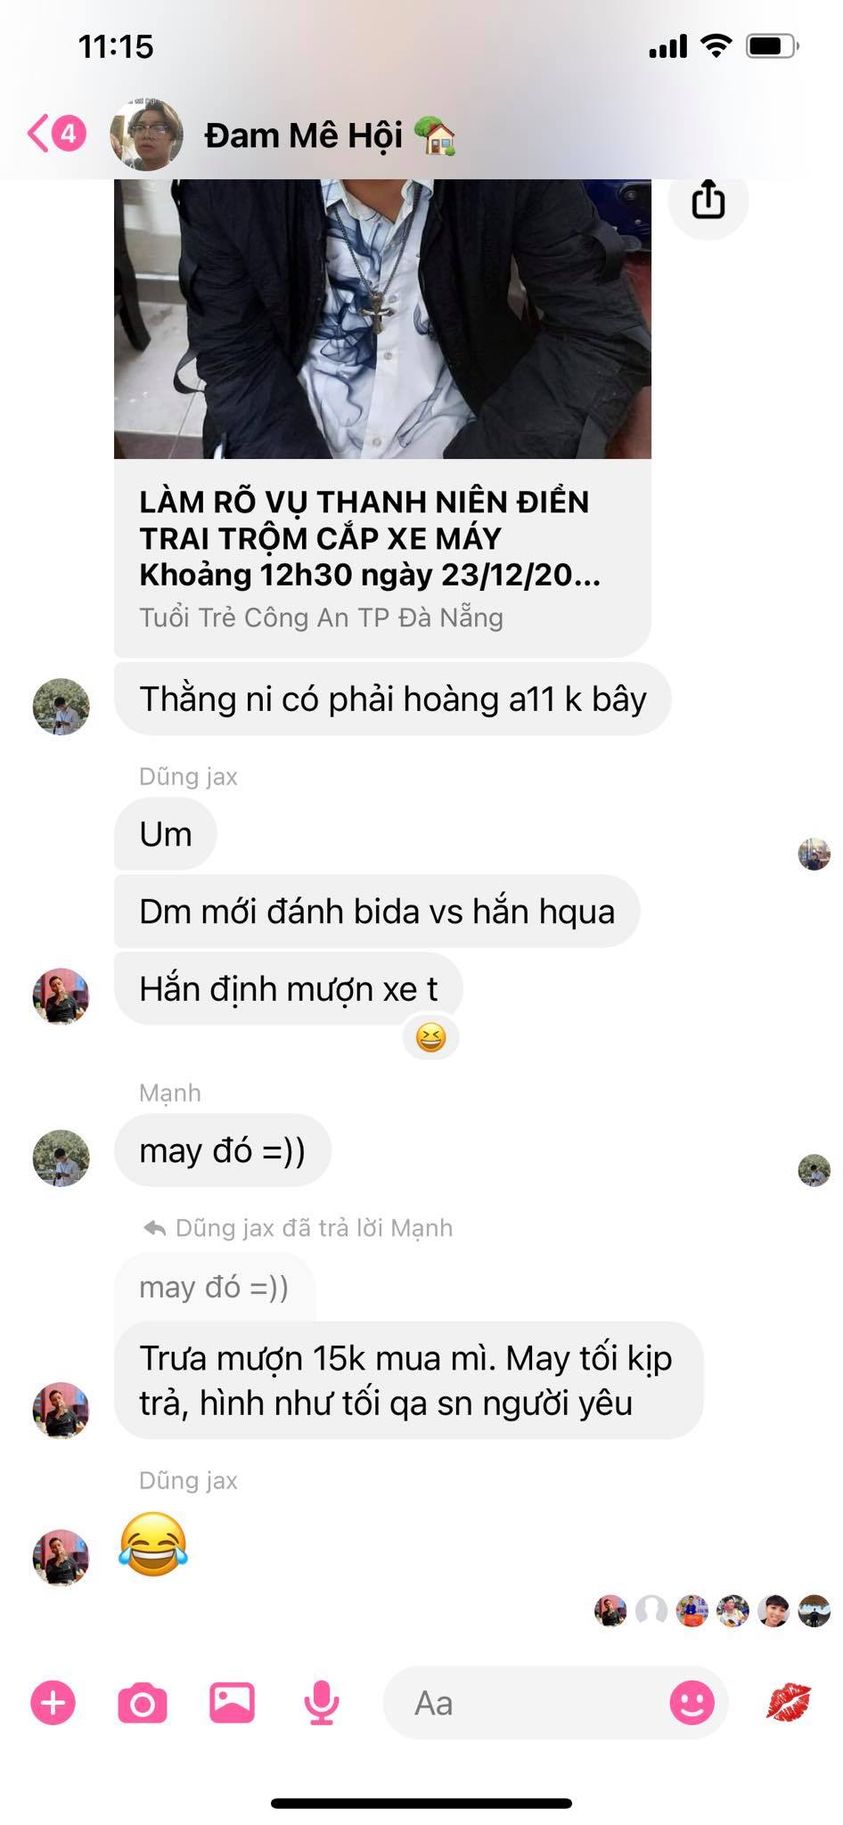 11:15
4
Đam Mê Hội 🏡
LÀM RÕ VỤ THANH NIÊN ĐIỂN
TRAI TRỘM CẮP XE MÁY
Khoảng 12h30 ngày 23/12/20...
Tuổi Trẻ Công An TP Đà Nẵng
Thằng ni có phải hoàng a11 k bây
Dũng jax
Um
Dm mới đánh bida vs hắn hqua
Hắn định mượn xe t
😆
Mạnh
may đó =))
Dũng jax đã trả lời Mạnh
may đó =))
Trưa mượn 15k mua mì. May tối kịp
trả, hình như tối qa sn người yêu
Dũng jax
😂
Aa